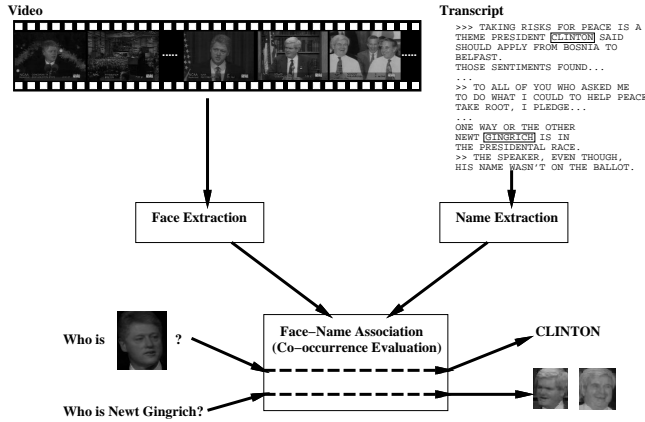 Video
Transcript
>>> TAKING RISKS FOR PEACE IS A
THEME PRESIDENT CLINTON SAID
SHOULD APPLY FROM BOSNIA TO
BELFAST.
THOSE SENTIMENTS FOUND...
...
>> TO ALL OF YOU WHO ASKED ME
TO DO WHAT I COULD TO HELP PEACE
TAKE ROOT, I PLEDGE...
...
ONE WAY OR THE OTHER
NEWT GINGRICH IS IN
THE PRESIDENTAL RACE.
>> THE SPEAKER, EVEN THOUGH,
HIS NAME WASN'T ON THE BALLOT.
.....
.....
Face Extraction
Name Extraction
Who is ?
Face−Name Association
(Co−occurrence Evaluation)
CLINTON
Who is Newt Gingrich?